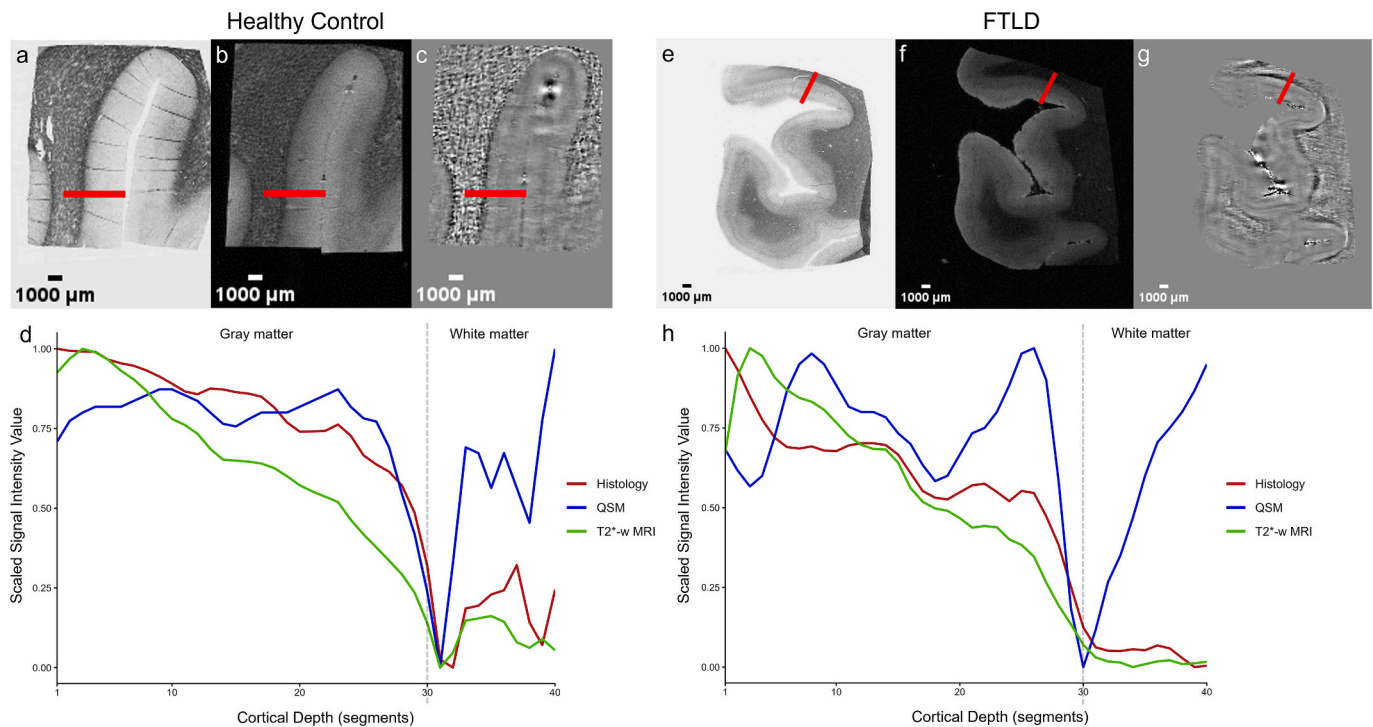 Healthy Control
FTLD
a
b
c
e
f
g
1000 µm
1000 µm
1000 µm
1000 µm
1000 µm
1000 µm
d
Gray matter
White matter
Scaled Signal Intensity Value
1.00
0.75
0.50
0.25
0.00
1
10
20
30
40
Cortical Depth (segments)
Histology
QSM
T2*-w MRI
h
Gray matter
White matter
Scaled Signal Intensity Value
1.00
0.75
0.50
0.25
0.00
1
10
20
30
40
Cortical Depth (segments)
Histology
QSM
T2*-w MRI